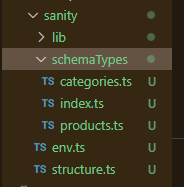 sanity
lib
schemaTypes
TS categories.ts U
TS index.ts U
TS products.ts U
TS env.ts U
TS structure.ts U